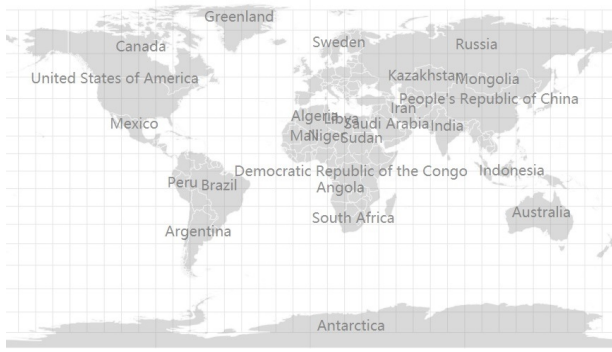 Greenland
Sweden
Russia
Canada
Kazakhstan
Mongolia
United States of America
People's Republic of China
Iran
Algeria
Libya
Saudi Arabia
India
Mexico
Mali
Niger
Sudan
Democratic Republic of the Congo
Indonesia
Peru
Brazil
Angola
Australia
South Africa
Argentina
Antarctica